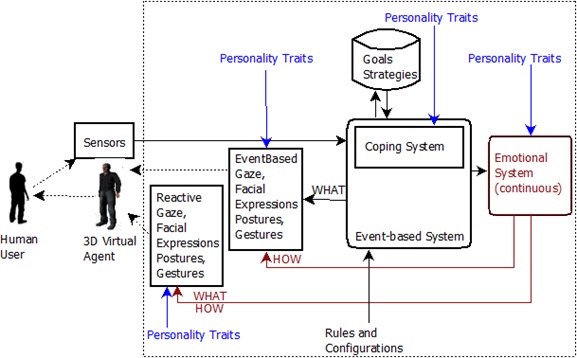 Personality Traits
Goals
Strategies
Personality Traits
Personality Traits
Sensors
Coping System
Event-based System
Emotional
System
(continuous)
EventBased
Gaze,
Facial
Expressions
Postures,
Gestures
WHAT
Reactive
Gaze,
Facial
Expressions
Postures,
Gestures
Human
User
3D Virtual
Agent
HOW
WHAT
HOW
Personality Traits
Rules and
Configurations